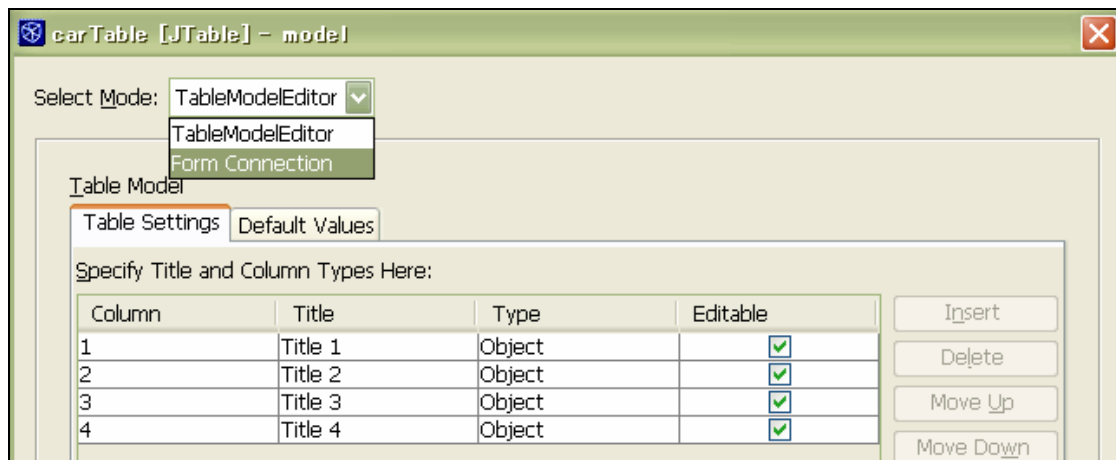 carTable [JTable] - model
Select Mode: TableModelEditor
TableModelEditor
Form Connection
Table Model
Table Settings Default Values
Specify Title and Column Types Here:
Column Title Type Editable
1 Title 1 Object
2 Title 2 Object
3 Title 3 Object
4 Title 4 Object
Insert
Delete
Move Up
Move Down